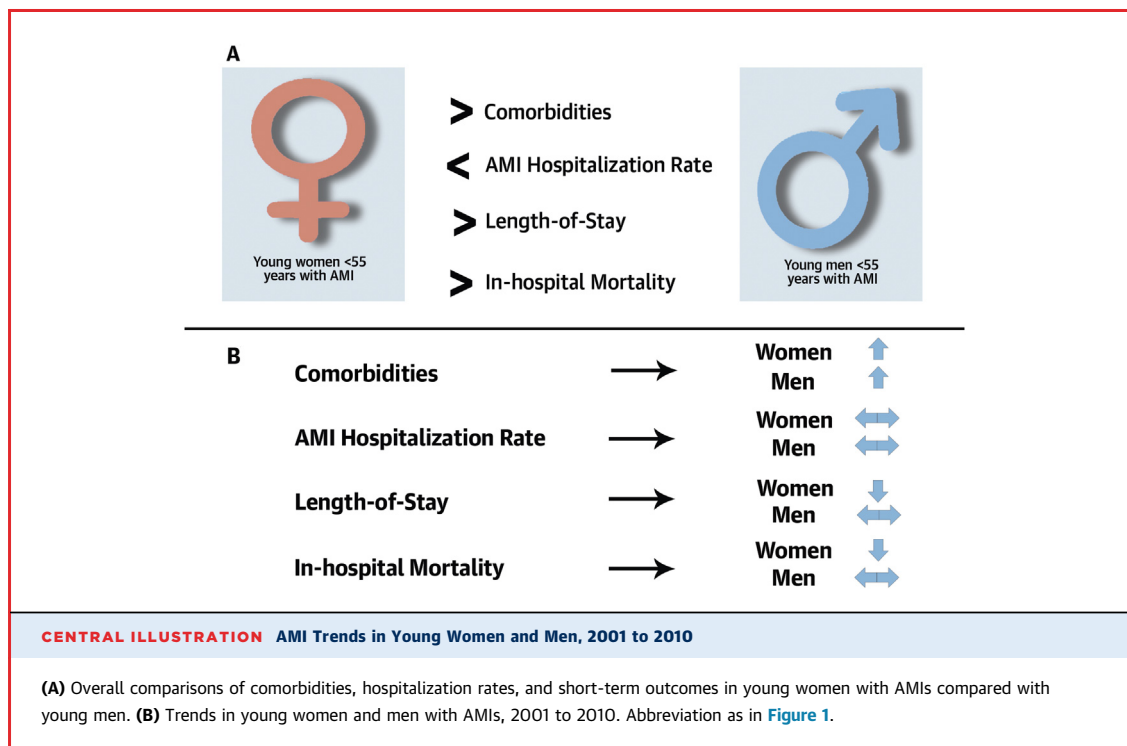 A
> Comorbidities
< AMI Hospitalization Rate
> Length-of-Stay
> In-hospital Mortality
Young women <55
years with AMI
Young men <55
years with AMI
B
Comorbidities
Women
Men
AMI Hospitalization Rate
Women
Men
Length-of-Stay
Women
Men
In-hospital Mortality
Women
Men
CENTRAL ILLUSTRATION AMI Trends in Young Women and Men, 2001 to 2010
(A) Overall comparisons of comorbidities, hospitalization rates, and short-term outcomes in young women with AMIs compared with
young men. (B) Trends in young women and men with AMIs, 2001 to 2010. Abbreviation as in Figure 1.